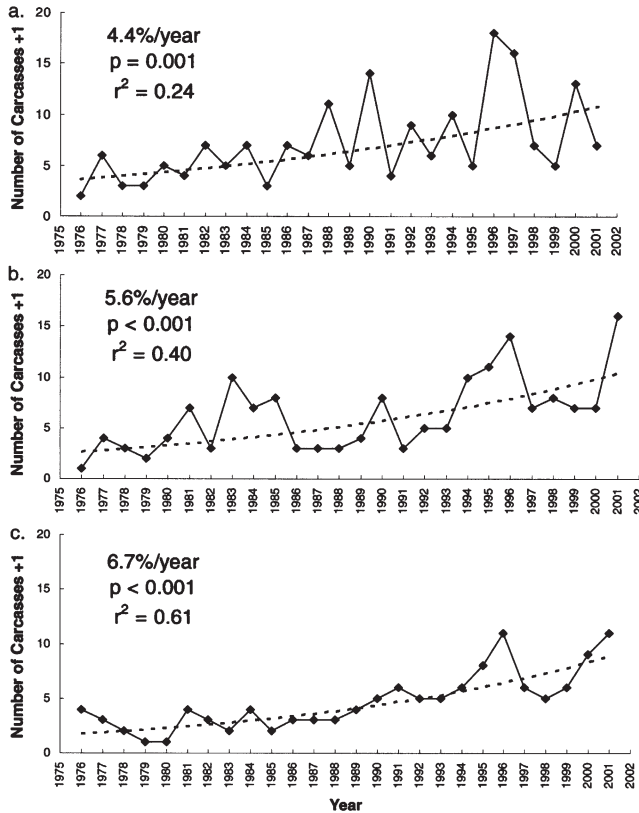 a.
20
15
10
5
0
Number of Carcasses +1
4.4%/year
p = 0.001
r² = 0.24
1975 1976 1977 1978 1979 1980 1981 1982 1983 1984 1985 1986 1987 1988 1989 1990 1991 1992 1993 1994 1995 1996 1997 1998 1999 2000 2001 2002
b.
20
15
10
5
0
Number of Carcasses +1
5.6%/year
p < 0.001
r² = 0.40
1975 1976 1977 1978 1979 1980 1981 1982 1983 1984 1985 1986 1987 1988 1989 1990 1991 1992 1993 1994 1995 1996 1997 1998 1999 2000 2001
c.
20
15
10
5
0
Number of Carcasses +1
6.7%/year
p < 0.001
r² = 0.61
1975 1976 1977 1978 1979 1980 1981 1982 1983 1984 1985 1986 1987 1988 1989 1990 1991 1992 1993 1994 1995 1996 1997 1998 1999 2000 2001 2002
Year